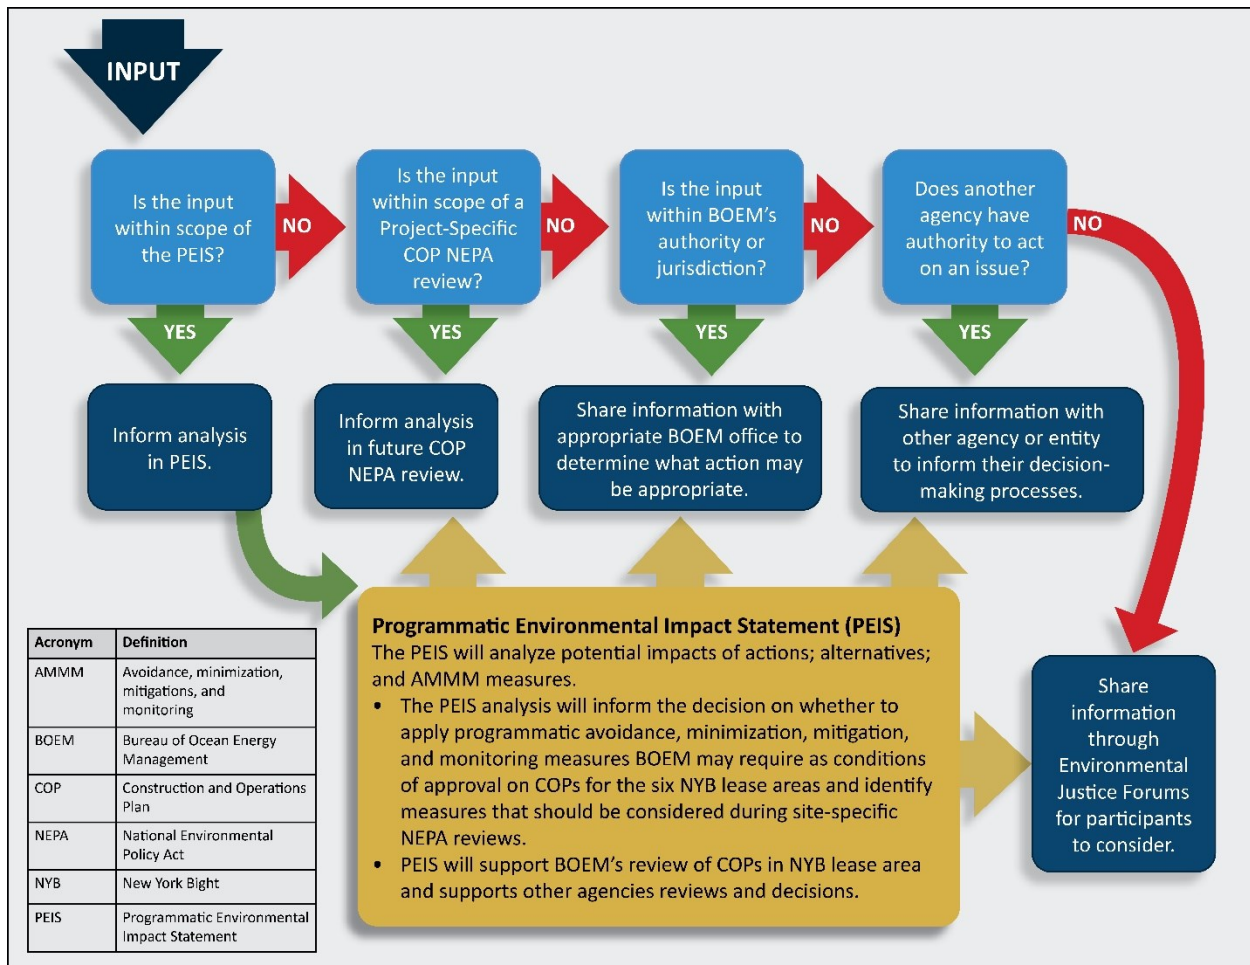 INPUT
Is the input
within scope of
the PEIS?
NO
Is the input
within scope of a
Project-Specific
COP NEPA
review?
NO
Is the input
within BOEM's
authority or
jurisdiction?
NO
Does another
agency have
authority to act
on an issue?
NO
YES
YES
YES
YES
Inform analysis
in PEIS.
Inform analysis
in future COP
NEPA review.
Share information with
appropriate BOEM office to
determine what action may
be appropriate.
Share information with
other agency or entity
to inform their decision-
making processes.
Programmatic Environmental Impact Statement (PEIS)
The PEIS will analyze potential impacts of actions; alternatives;
and AMMM measures.
• The PEIS analysis will inform the decision on whether to
apply programmatic avoidance, minimization, mitigation,
and monitoring measures BOEM may require as conditions
of approval on COPs for the six NYB lease areas and identify
measures that should be considered during site-specific
NEPA reviews.
• PEIS will support BOEM's review of COPs in NYB lease area
and supports other agencies reviews and decisions.
Share
information
through
Environmental
Justice Forums
for participants
to consider.
Acronym Definition
AMMM Avoidance, minimization,
mitigations, and
monitoring
BOEM Bureau of Ocean Energy
Management
COP Construction and Operations
Plan
NEPA National Environmental
Policy Act
NYB New York Bight
PEIS Programmatic Environmental
Impact Statement